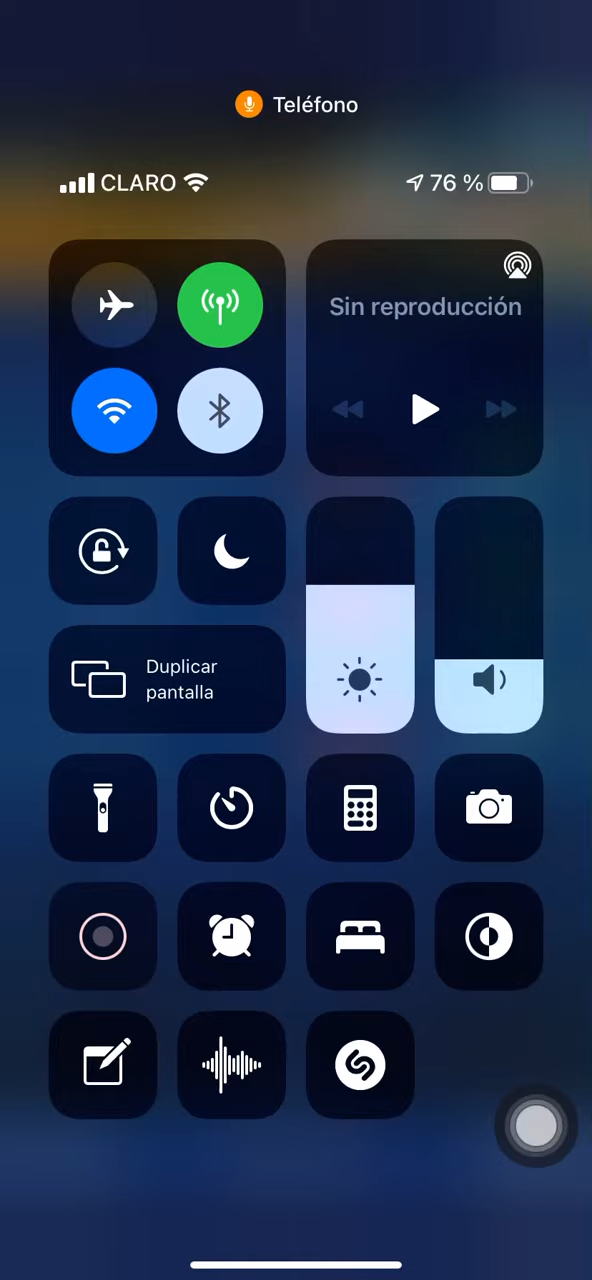 Teléfono
CLARO
76 %
Sin reproducción
Duplicar
pantalla